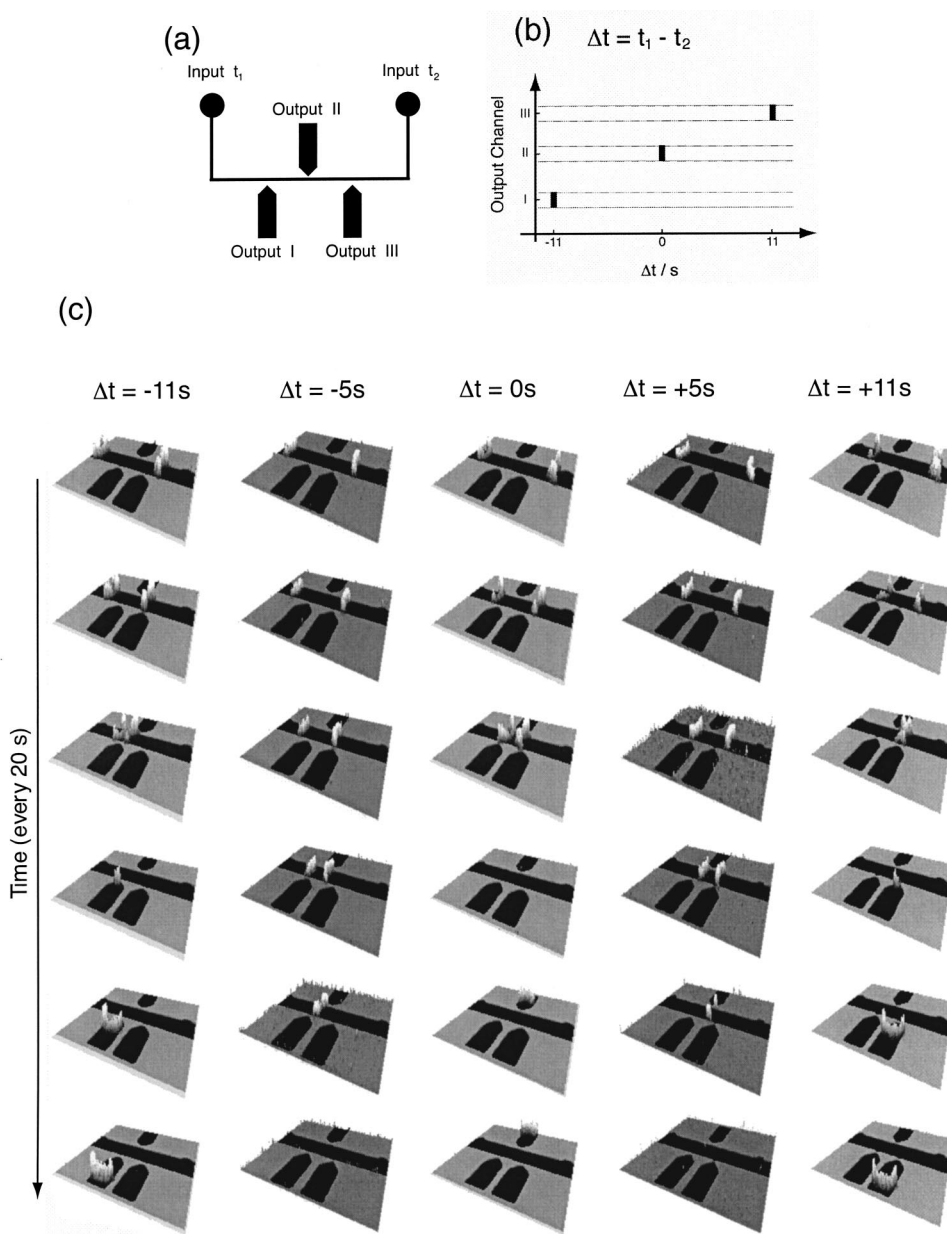 (a)
Input t₁
Input t₂
Output II
Output I
Output III
(b)
Δt = t₁ - t₂
Output Channel
III
II
I
-11
0
11
Δt / s
(c)
Δt = -11s
Δt = -5s
Δt = 0s
Δt = +5s
Δt = +11s
Time (every 20 s)